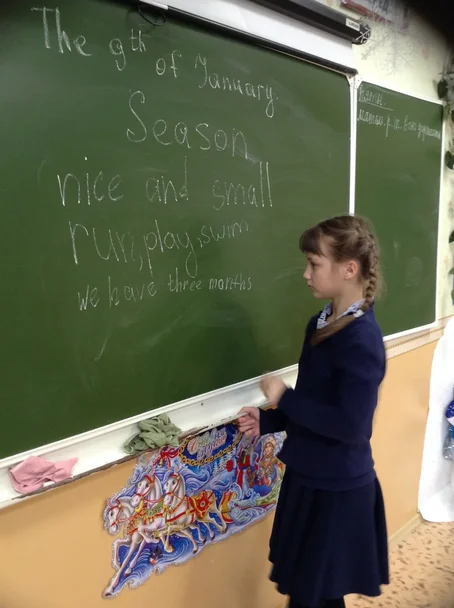 The 9th of January.
Season
nice and small
run, play, swim
we have three months